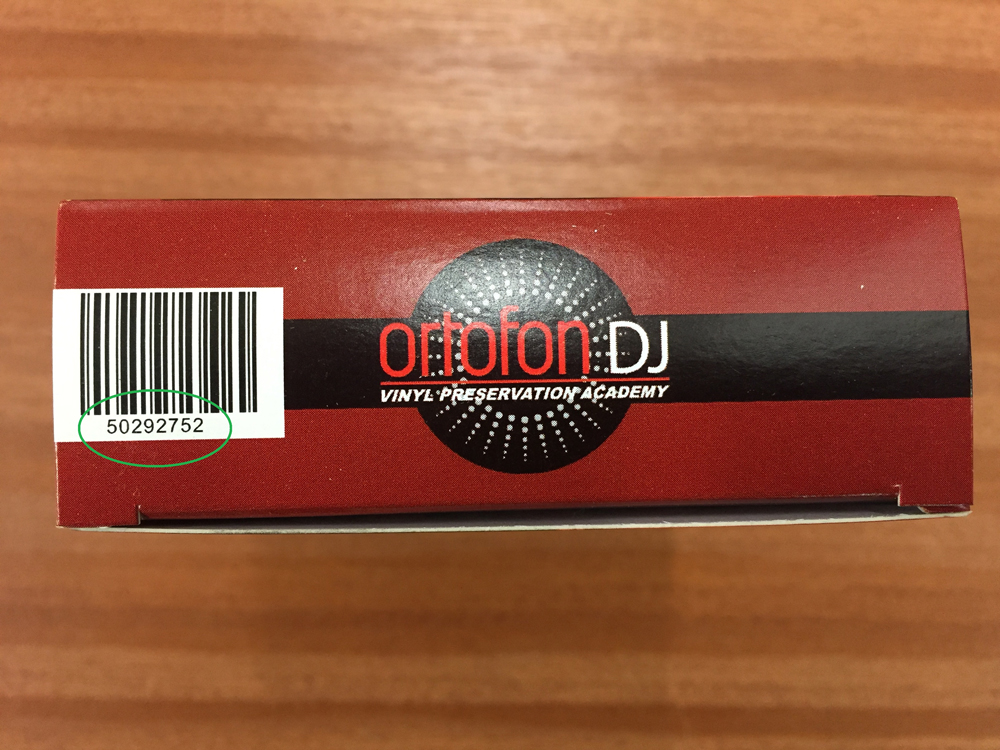 50292752
ortofon DJ
VINYL PRESERVATION ACADEMY